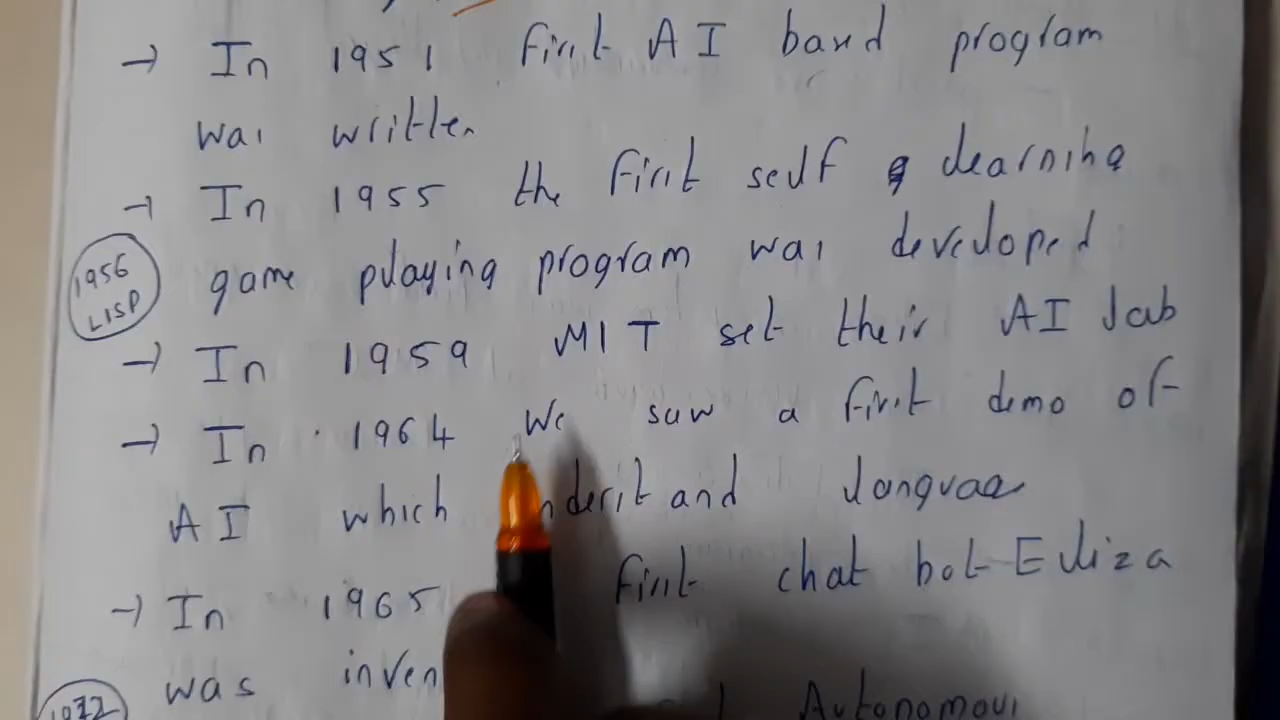 → In 1951 first AI based program
was written
→ In 1955 the first self learning
1956
LISP
game playing program was developed
→ In 1959 MIT set their AI lab
→ In 1964 We saw a first demo of
AI which understand language
→ In 1965 first chat bot Eliza
was inven
1972
Autonomous